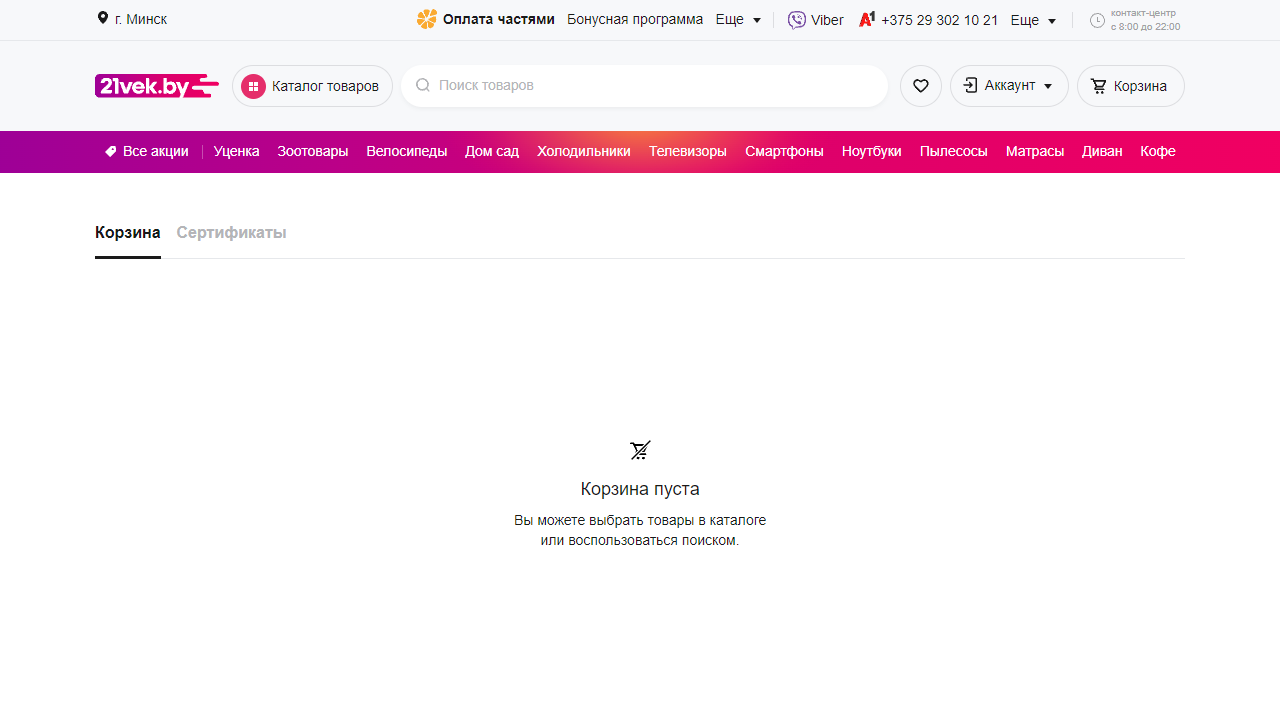 г. Минск
Оплата частями Бонусная программа Еще Viber A1 +375 29 302 10 21 Еще контакт-центр
с 8:00 до 22:00
21vek.by Каталог товаров Поиск товаров Аккаунт Корзина
Все акции Уценка Зоотовары Велосипеды Дом сад Холодильники Телевизоры Смартфоны Ноутбуки Пылесосы Матрасы Диван Кофе
Корзина Сертификаты
Корзина пуста
Вы можете выбрать товары в каталоге
или воспользоваться поиском.